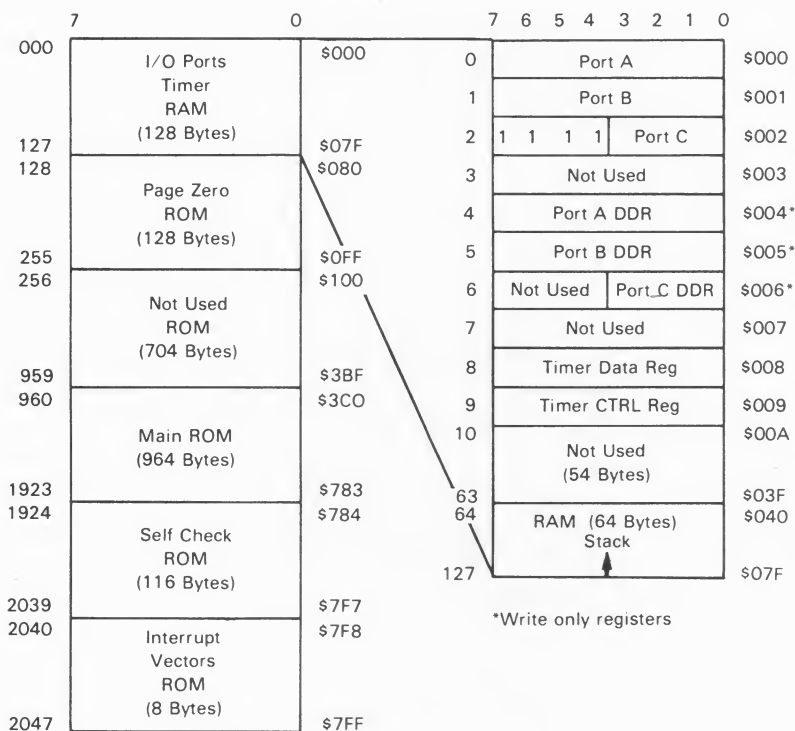 7 0
000 I/O Ports $000
Timer
RAM
(128 Bytes)
127 $07F
128 $080
Page Zero
ROM
(128 Bytes)
255 $0FF
256 $100
Not Used
ROM
(704 Bytes)
959 $3BF
960 $3C0
Main ROM
(964 Bytes)
1923 $783
1924 $784
Self Check
ROM
(116 Bytes)
2039 $7F7
2040 $7F8
Interrupt
Vectors
ROM
(8 Bytes)
2047 $7FF
7 6 5 4 3 2 1 0
0 Port A $000
1 Port B $001
2 1 1 1 1 Port C $002
3 Not Used $003
4 Port A DDR $004*
5 Port B DDR $005*
6 Not Used Port C DDR $006*
7 Not Used $007
8 Timer Data Reg $008
9 Timer CTRL Reg $009
10 $00A
Not Used
(54 Bytes)
63 $03F
64 RAM (64 Bytes) $040
Stack
127 $07F
*Write only registers